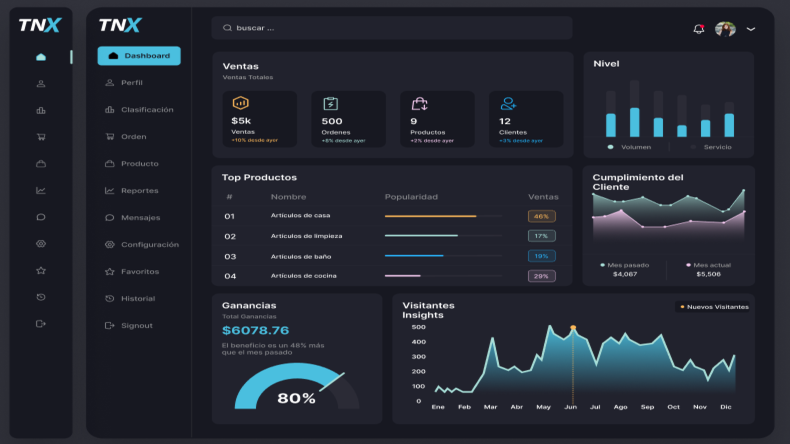 TNX
TNX
Dashboard
Perfil
Clasificación
Orden
Producto
Reportes
Mensajes
Configuración
Favoritos
Historial
Signout
buscar ...
Ventas
Ventas Totales
$5k
Ventas
+10% desde ayer
500
Ordenes
+8% desde ayer
9
Productos
+2% desde ayer
12
Clientes
+3% desde ayer
Nivel
Volumen
Servicio
Top Productos
# Nombre Popularidad Ventas
01 Artículos de casa 46%
02 Artículos de limpieza 17%
03 Artículos de baño 19%
04 Artículos de cocina 29%
Cumplimiento del
Cliente
Mes pasado
$4,087
Mes actual
$5,506
Ganancias
Total Ganancias
$6078.76
El beneficio es un 48% más
que el mes pasado
80%
Visitantes
Insights
Nuevos Visitantes
500
400
300
200
100
0
Ene Feb Mar Abr May Jun Jul Ago Sep Oct Nov Dic